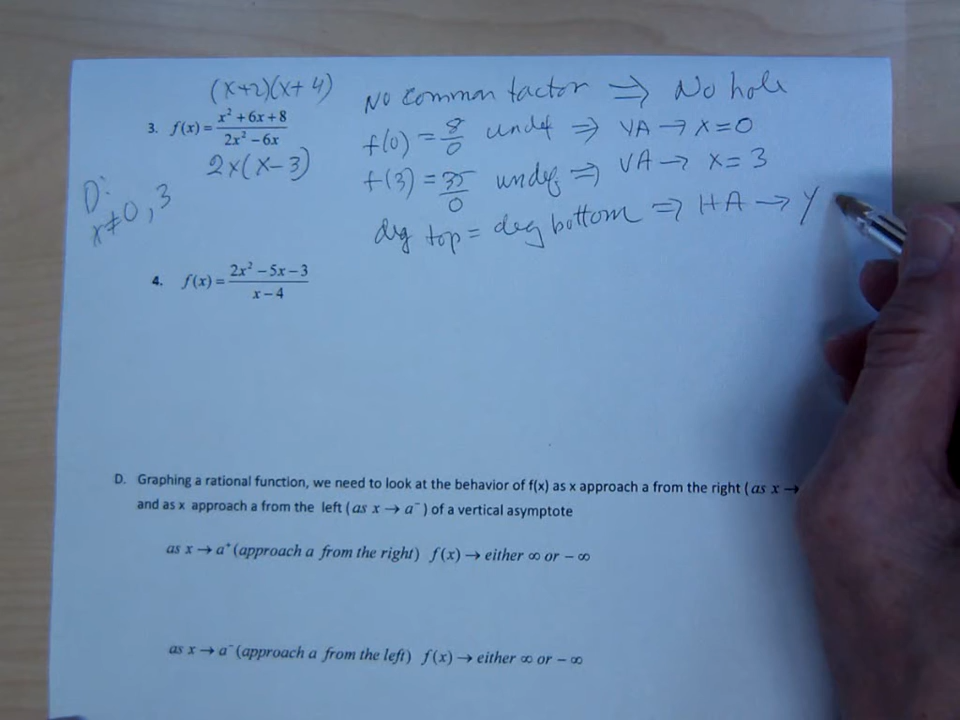 (x+2)(x+4)
3. f(x) = x² + 6x + 8 / 2x² − 6x
2x(x−3)
D:
x≠0, 3
No common factor ⇒ No hole
f(0) = 8/0 undef ⇒ VA → x=0
f(3) = 35/0 undef ⇒ VA → x=3
deg top = deg bottom ⇒ HA → y
4. f(x) = 2x² − 5x − 3 / x − 4
D. Graphing a rational function, we need to look at the behavior of f(x) as x approach a from the right (as x →
and as x approach a from the left (as x → a⁻) of a vertical asymptote
as x → a⁺ (approach a from the right) f(x) → either ∞ or − ∞
as x → a⁻ (approach a from the left) f(x) → either ∞ or − ∞